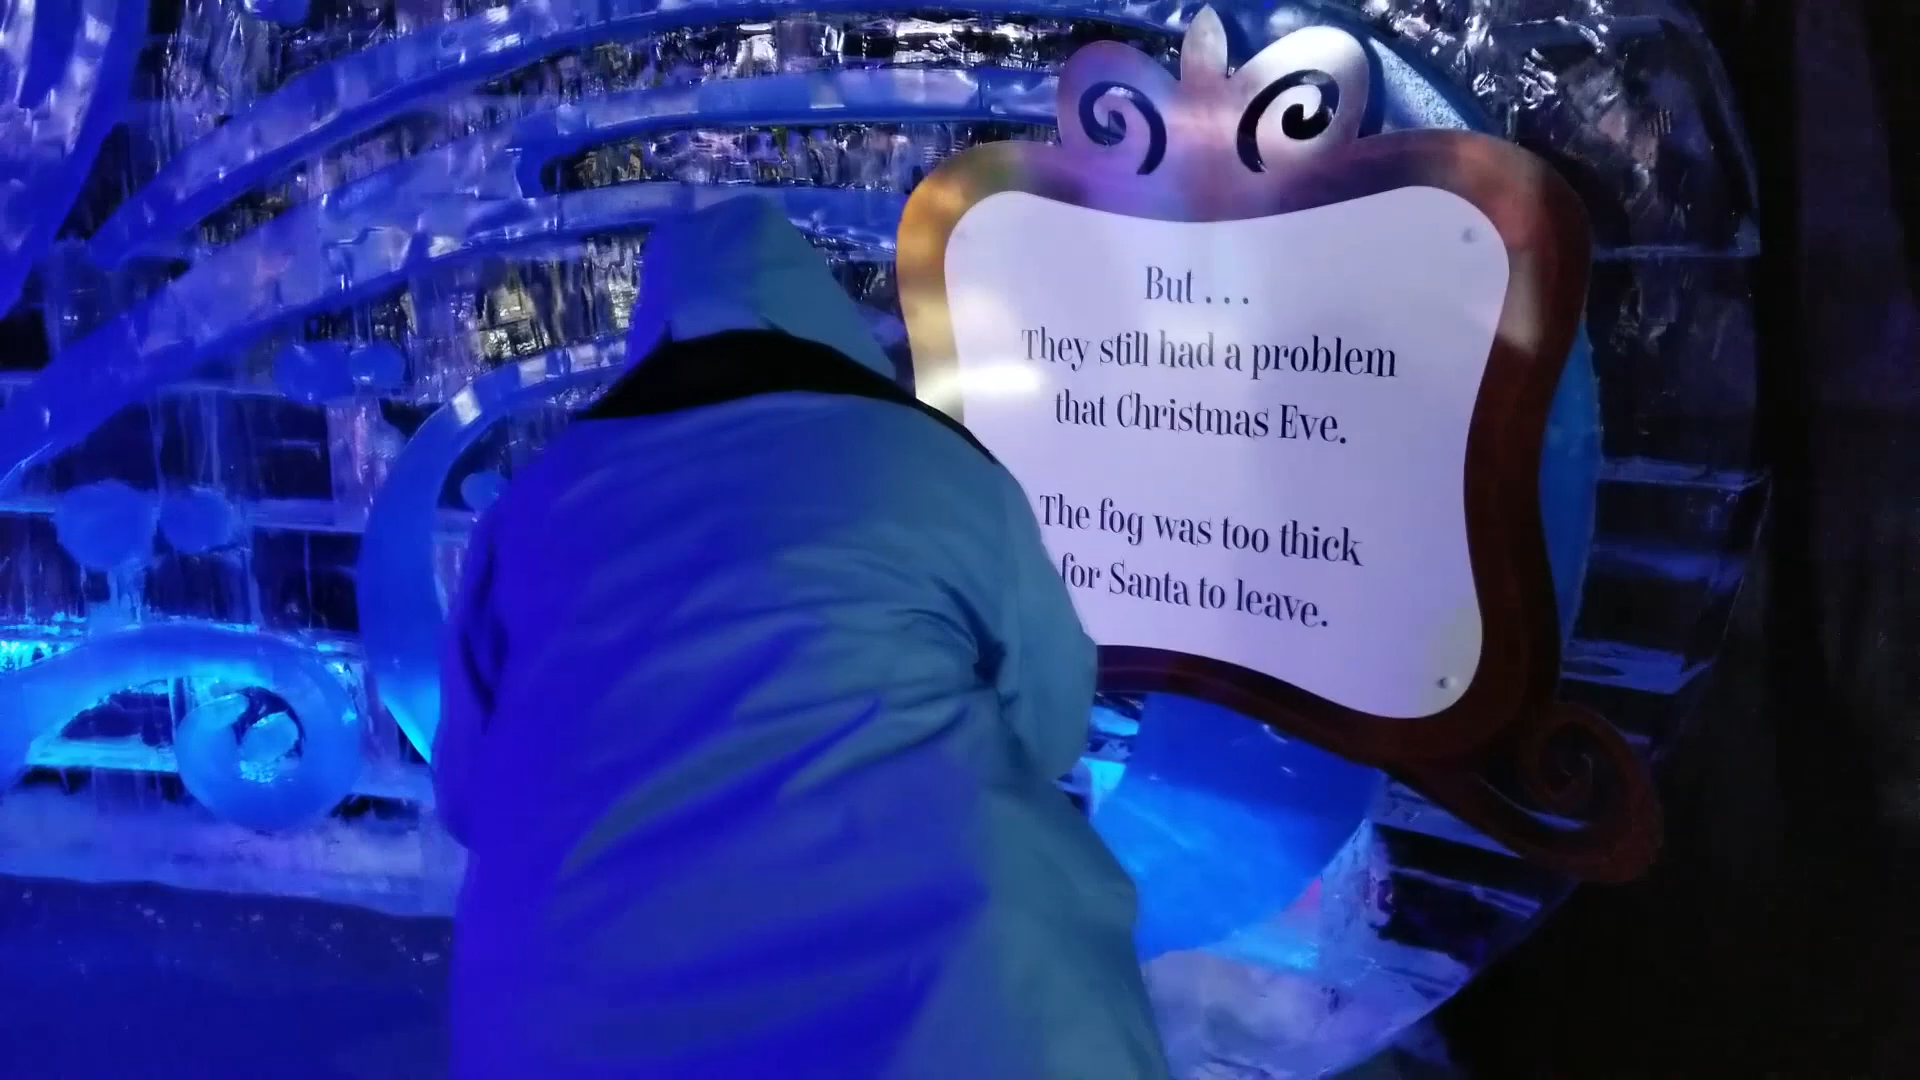 But . . .
They still had a problem
that Christmas Eve.
The fog was too thick
for Santa to leave.